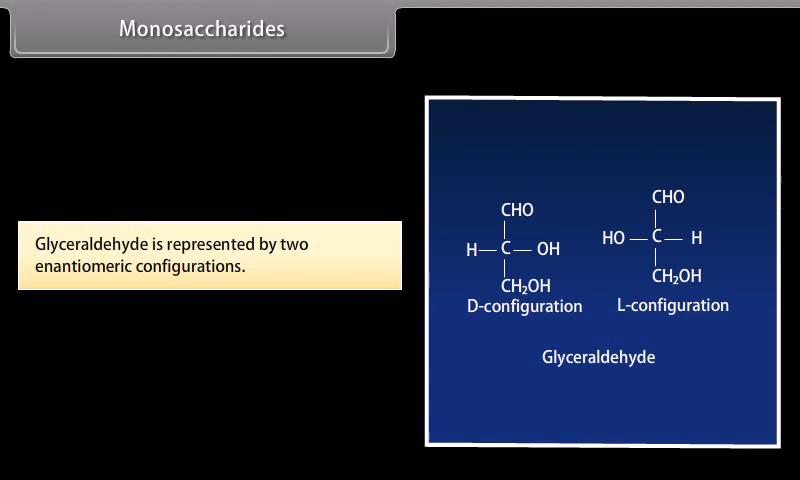 Monosaccharides
Glyceraldehyde is represented by two
enantiomeric configurations.
CHO
H — C — OH
CH₂OH
D-configuration
CHO
HO — C — H
CH₂OH
L-configuration
Glyceraldehyde